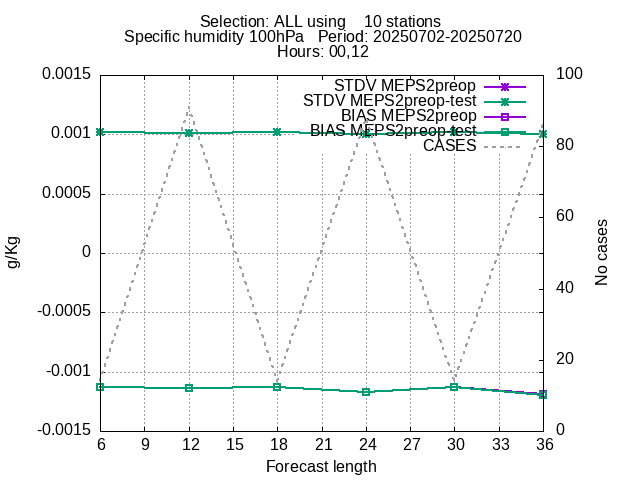 Selection: ALL using    10 stations
Specific humidity 100hPa   Period: 20250702-20250720
Hours: 00,12
0.0015
0.001
0.0005
0
-0.0005
-0.001
-0.0015
g/Kg
STDV MEPS2preop
STDV MEPS2preop-test
BIAS MEPS2preop
BIAS MEPS2preop-test
CASES
100
80
60
40
20
0
No cases
6 9 12 15 18 21 24 27 30 33 36
Forecast length